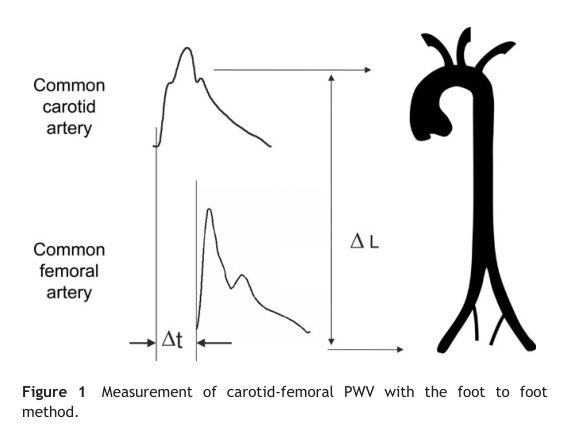 Common
carotid
artery
Δ L
Common
femoral
artery
Δt
Figure 1 Measurement of carotid-femoral PWV with the foot to foot
method.